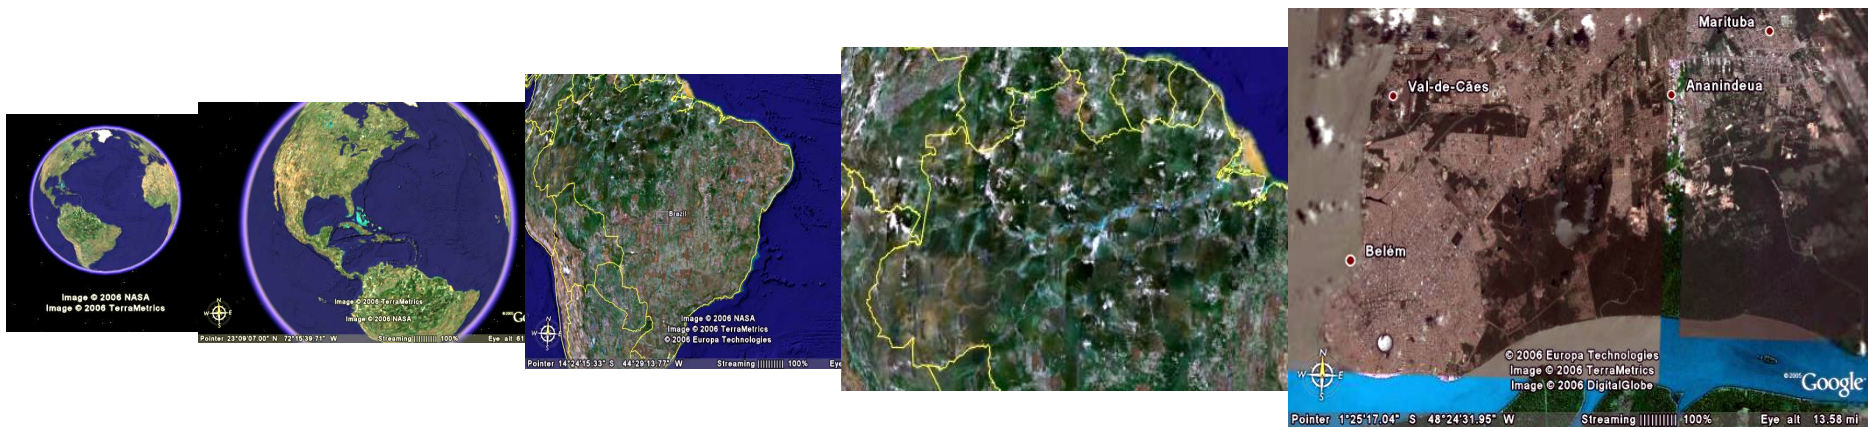 Image © 2006 NASA
Image © 2006 TerraMetrics
N
Image © 2006 TerraMetrics
Image © 2006 NASA
Pointer 23°09'07.00" N 72°15'39.71" W Streaming |||||||||| 100% Eye alt 61
Brazil
Image © 2006 NASA
Image © 2006 TerraMetrics
© 2006 Europa Technologies
N
W E
S
Pointer 14°24'15.33" S 44°29'13.77" W Streaming |||||||||| 100% Eye
Marituba
Val-de-Cães
Ananindeua
Belém
© 2006 Europa Technologies
Image © 2006 TerraMetrics
Image © 2006 DigitalGlobe
N
W E
S
©2005 Google
Pointer 1°25'17.04" S 48°24'31.95" W Streaming |||||||||| 100% Eye alt 13.58 mi